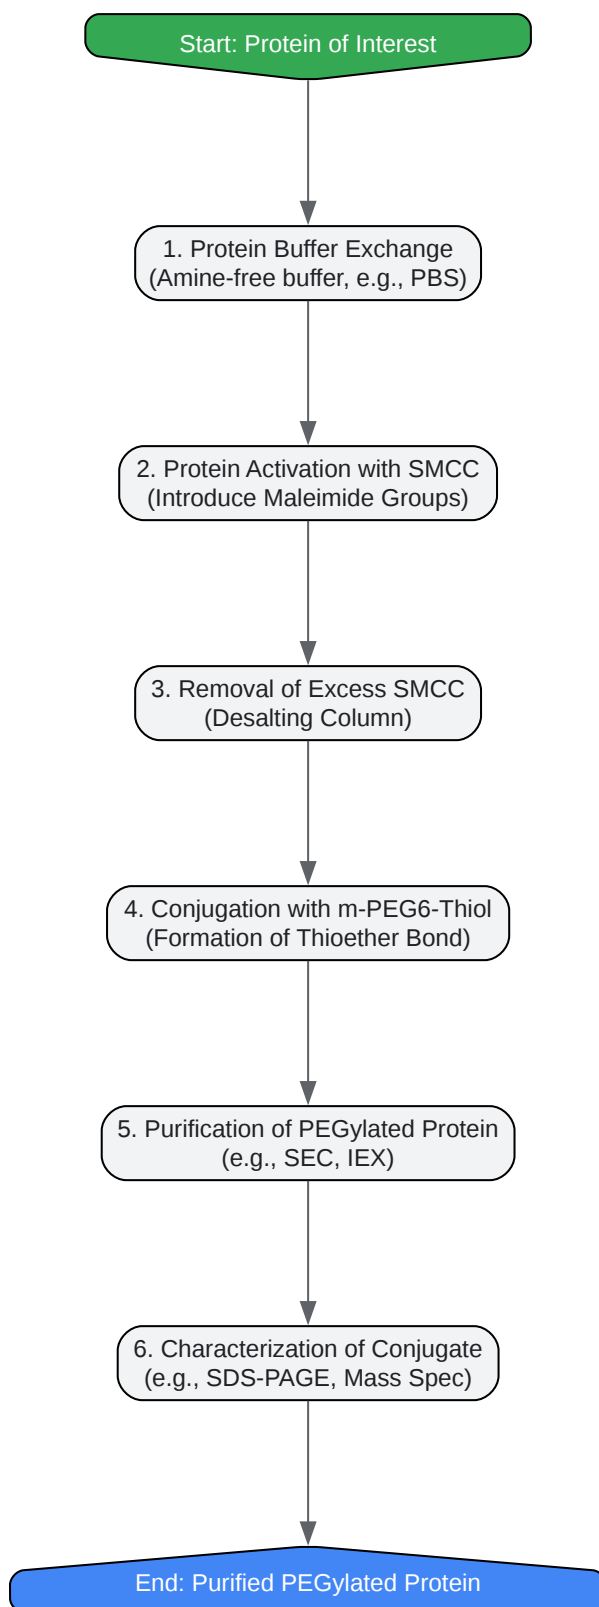 Start: Protein of Interest
1. Protein Buffer Exchange
(Amine-free buffer, e.g., PBS)
2. Protein Activation with SMCC
(Introduce Maleimide Groups)
3. Removal of Excess SMCC
(Desalting Column)
4. Conjugation with m-PEG6-Thiol
(Formation of Thioether Bond)
5. Purification of PEGylated Protein
(e.g., SEC, IEX)
6. Characterization of Conjugate
(e.g., SDS-PAGE, Mass Spec)
End: Purified PEGylated Protein